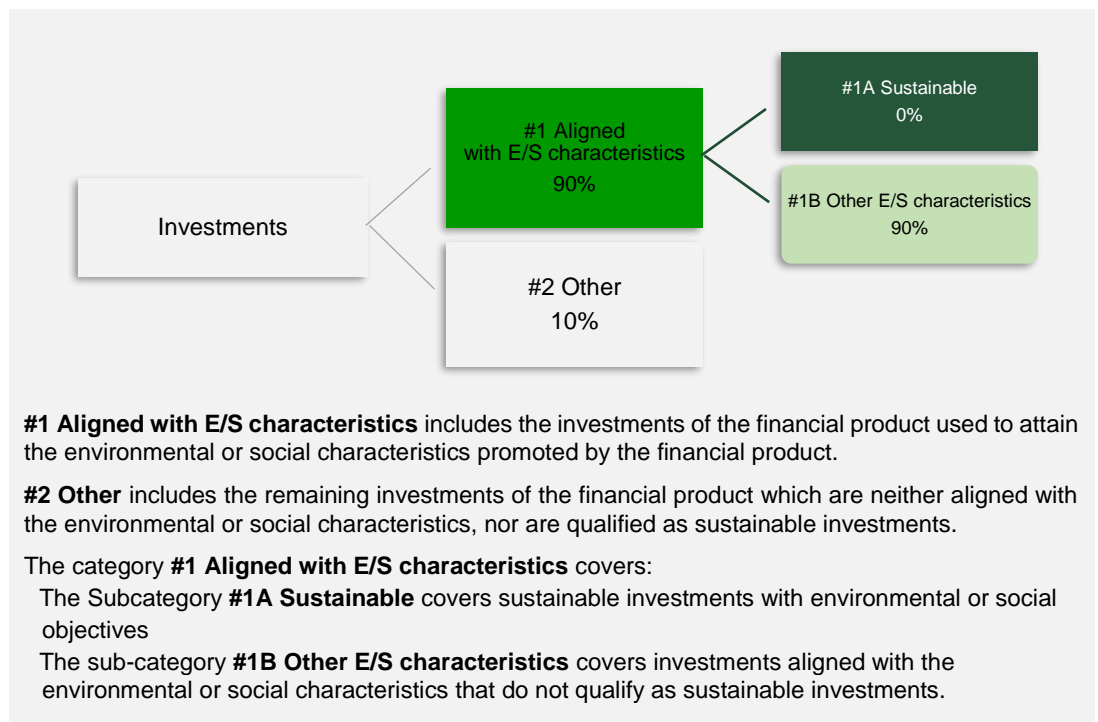 #1A Sustainable
0%
#1 Aligned
with E/S characteristics
90%
Investments
#1B Other E/S characteristics
90%
#2 Other
10%
#1 Aligned with E/S characteristics includes the investments of the financial product used to attain
the environmental or social characteristics promoted by the financial product.
#2 Other includes the remaining investments of the financial product which are neither aligned with
the environmental or social characteristics, nor are qualified as sustainable investments.
The category #1 Aligned with E/S characteristics covers:
The Subcategory #1A Sustainable covers sustainable investments with environmental or social
objectives
The sub-category #1B Other E/S characteristics covers investments aligned with the
environmental or social characteristics that do not qualify as sustainable investments.